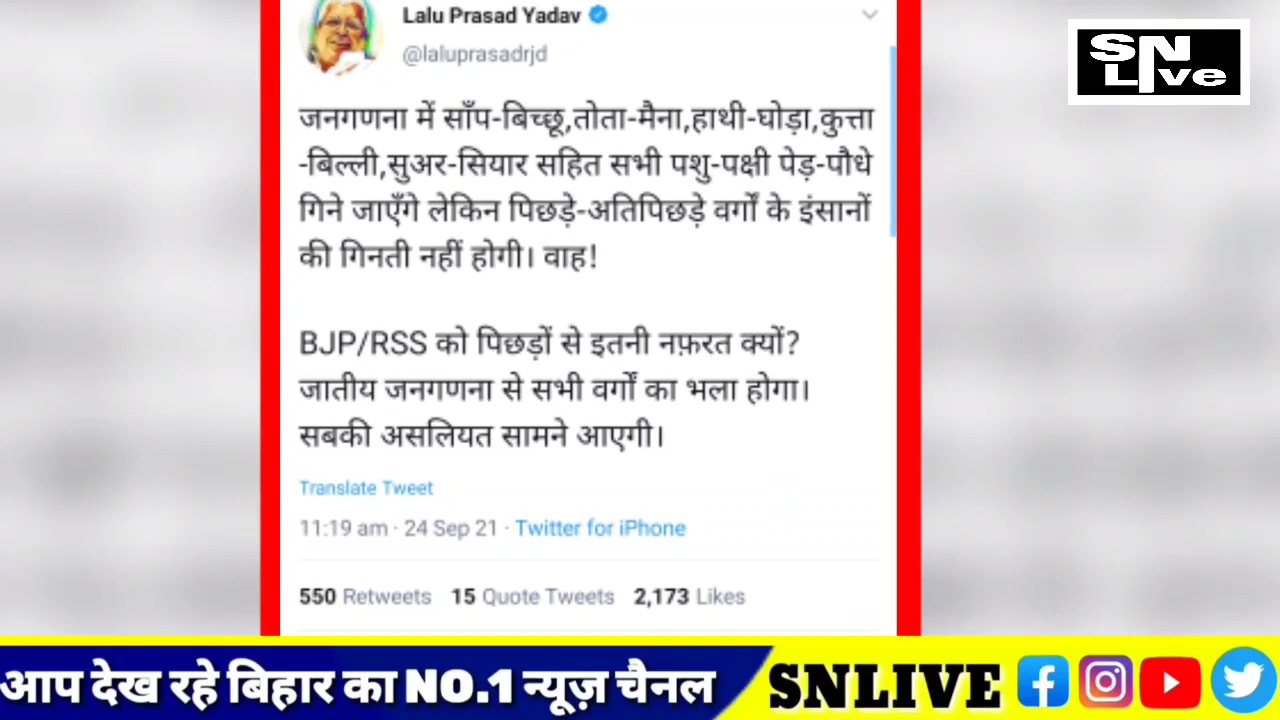 Lalu Prasad Yadav
@laluprasadrjd
SN
Live
जनगणना में साँप-बिच्छू,तोता-मैना,हाथी-घोड़ा,कुत्ता
-बिल्ली,सुअर-सियार सहित सभी पशु-पक्षी पेड़-पौधे
गिने जाएँगे लेकिन पिछड़े-अतिपिछड़े वर्गों के इंसानों
की गिनती नहीं होगी। वाह!
BJP/RSS को पिछड़ों से इतनी नफ़रत क्यों?
जातीय जनगणना से सभी वर्गों का भला होगा।
सबकी असलियत सामने आएगी।
Translate Tweet
11:19 am · 24 Sep 21 · Twitter for iPhone
550 Retweets 15 Quote Tweets 2,173 Likes
आप देख रहे बिहार का NO.1 न्यूज़ चैनल SNLIVE